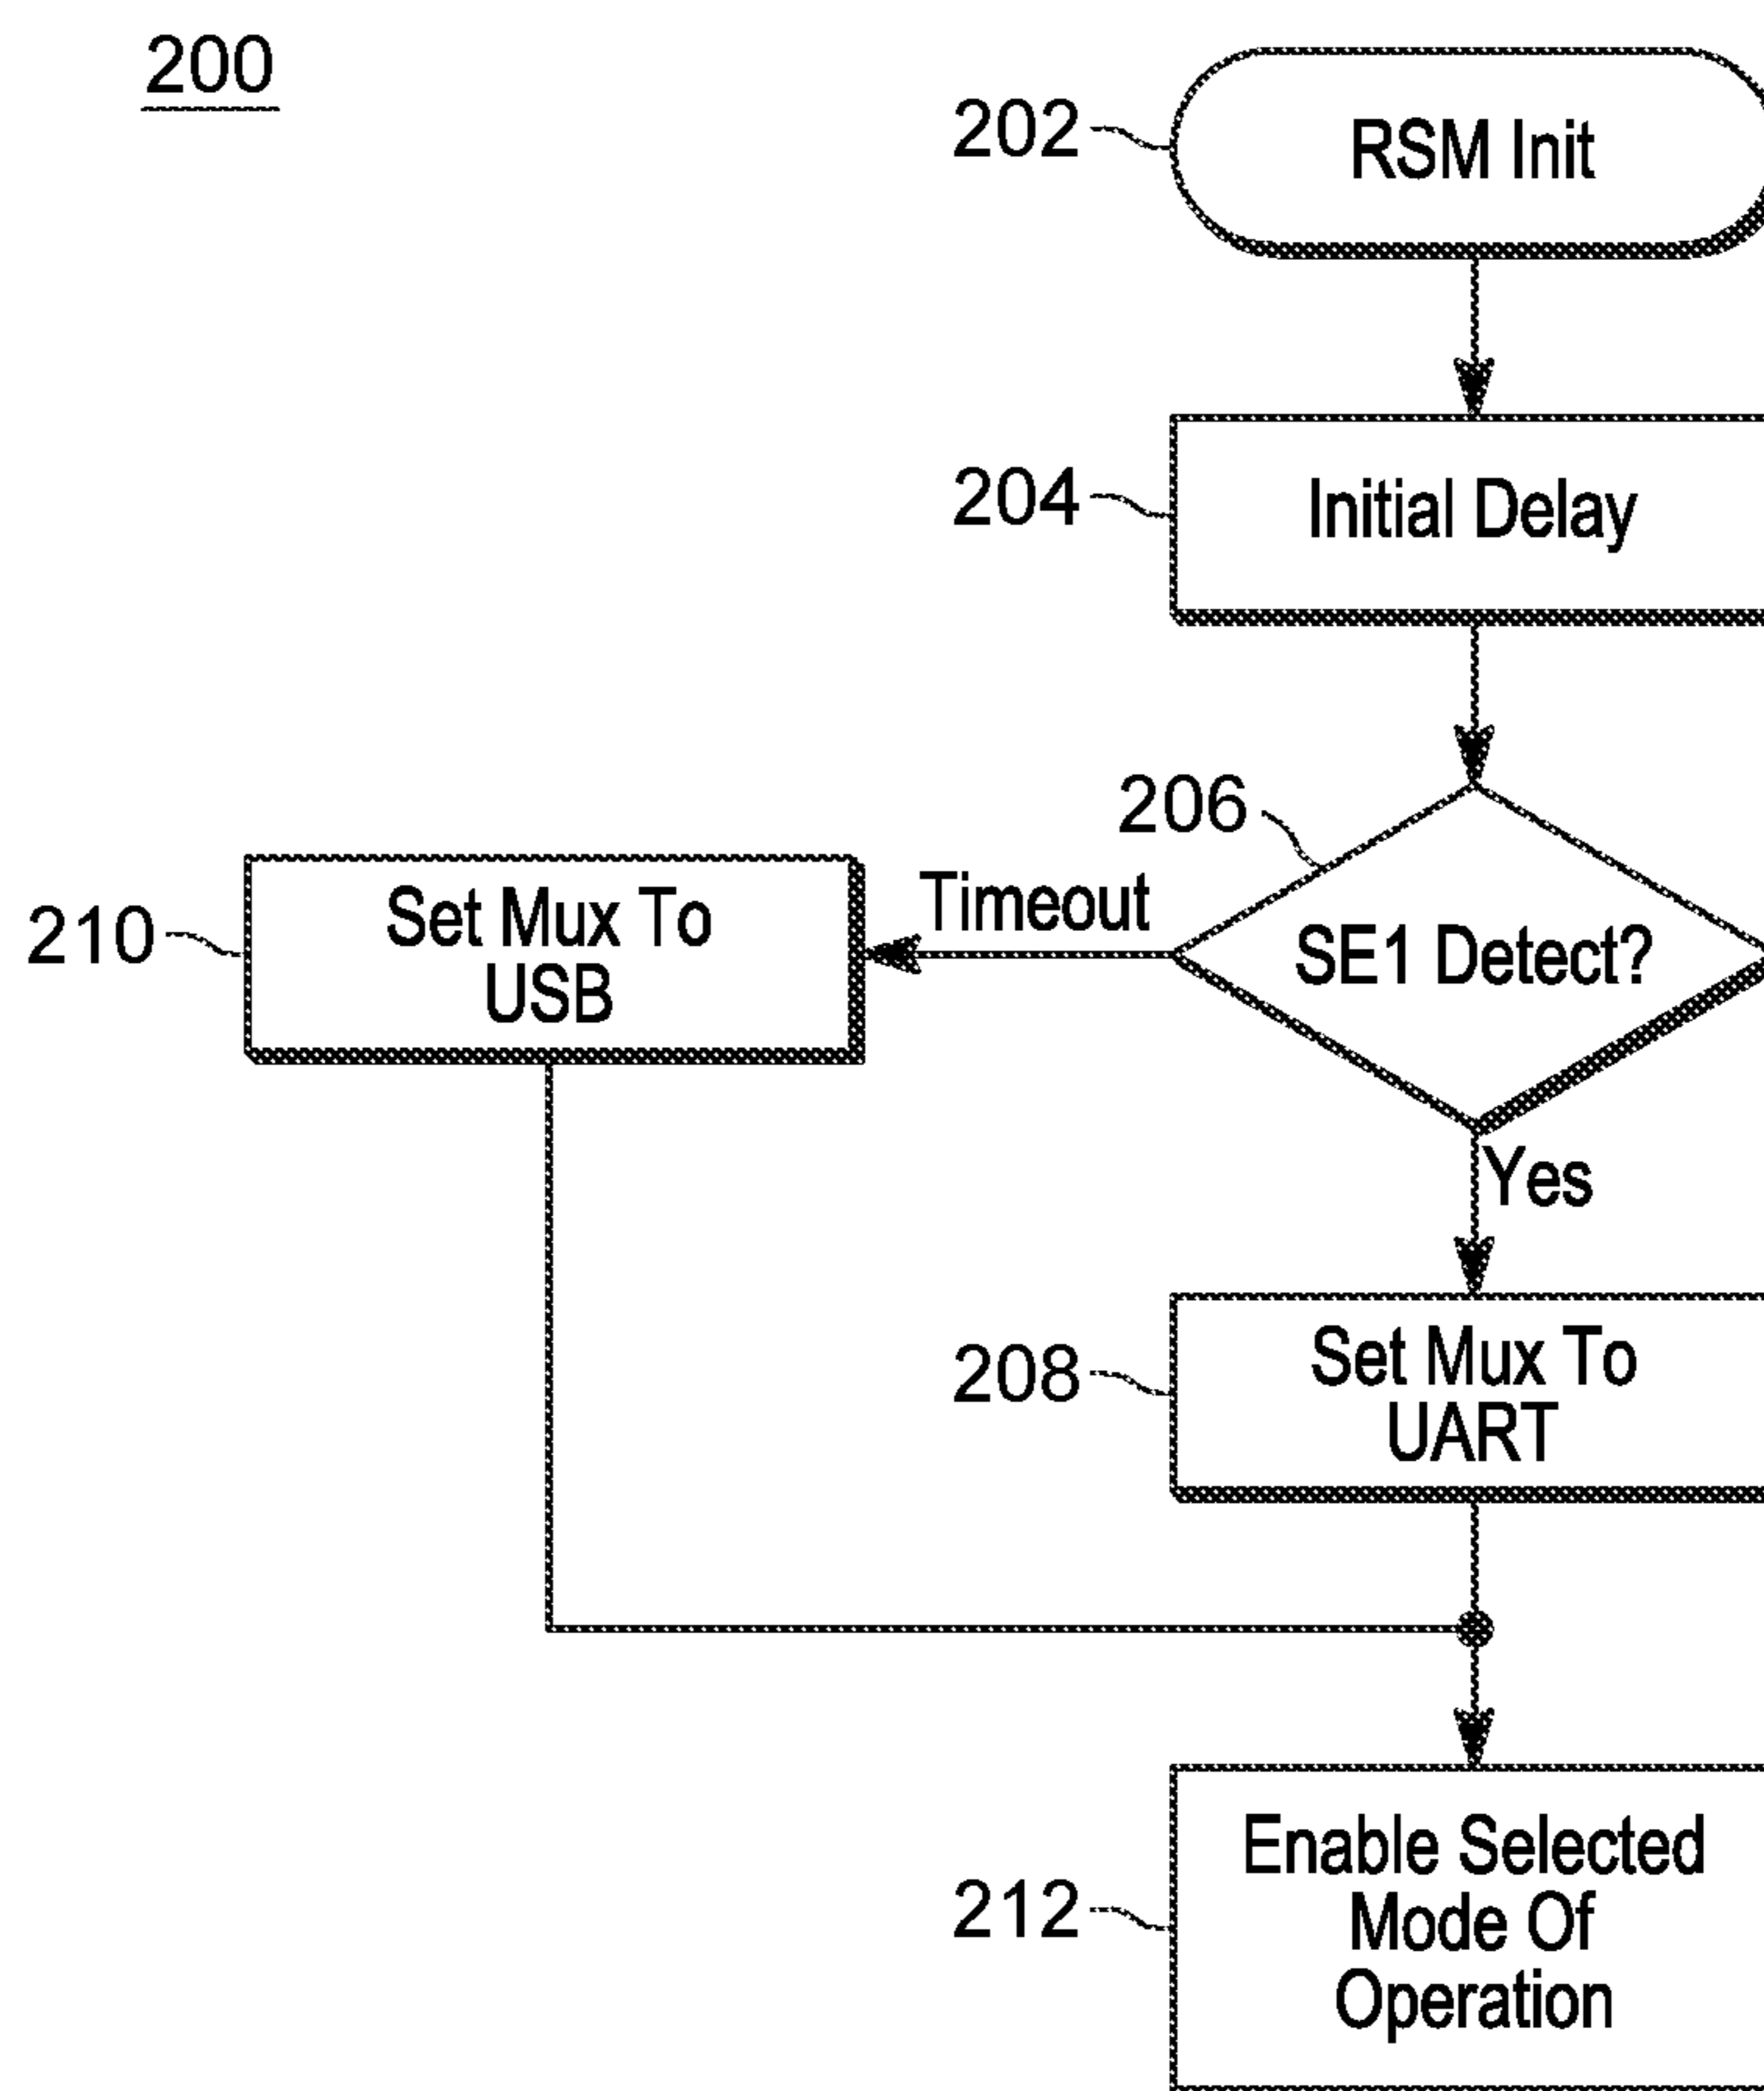 200
202
RSM Init
204
Initial Delay
206
SE1 Detect?
Timeout
210
Set Mux To
USB
Yes
208
Set Mux To
UART
212
Enable Selected
Mode Of
Operation